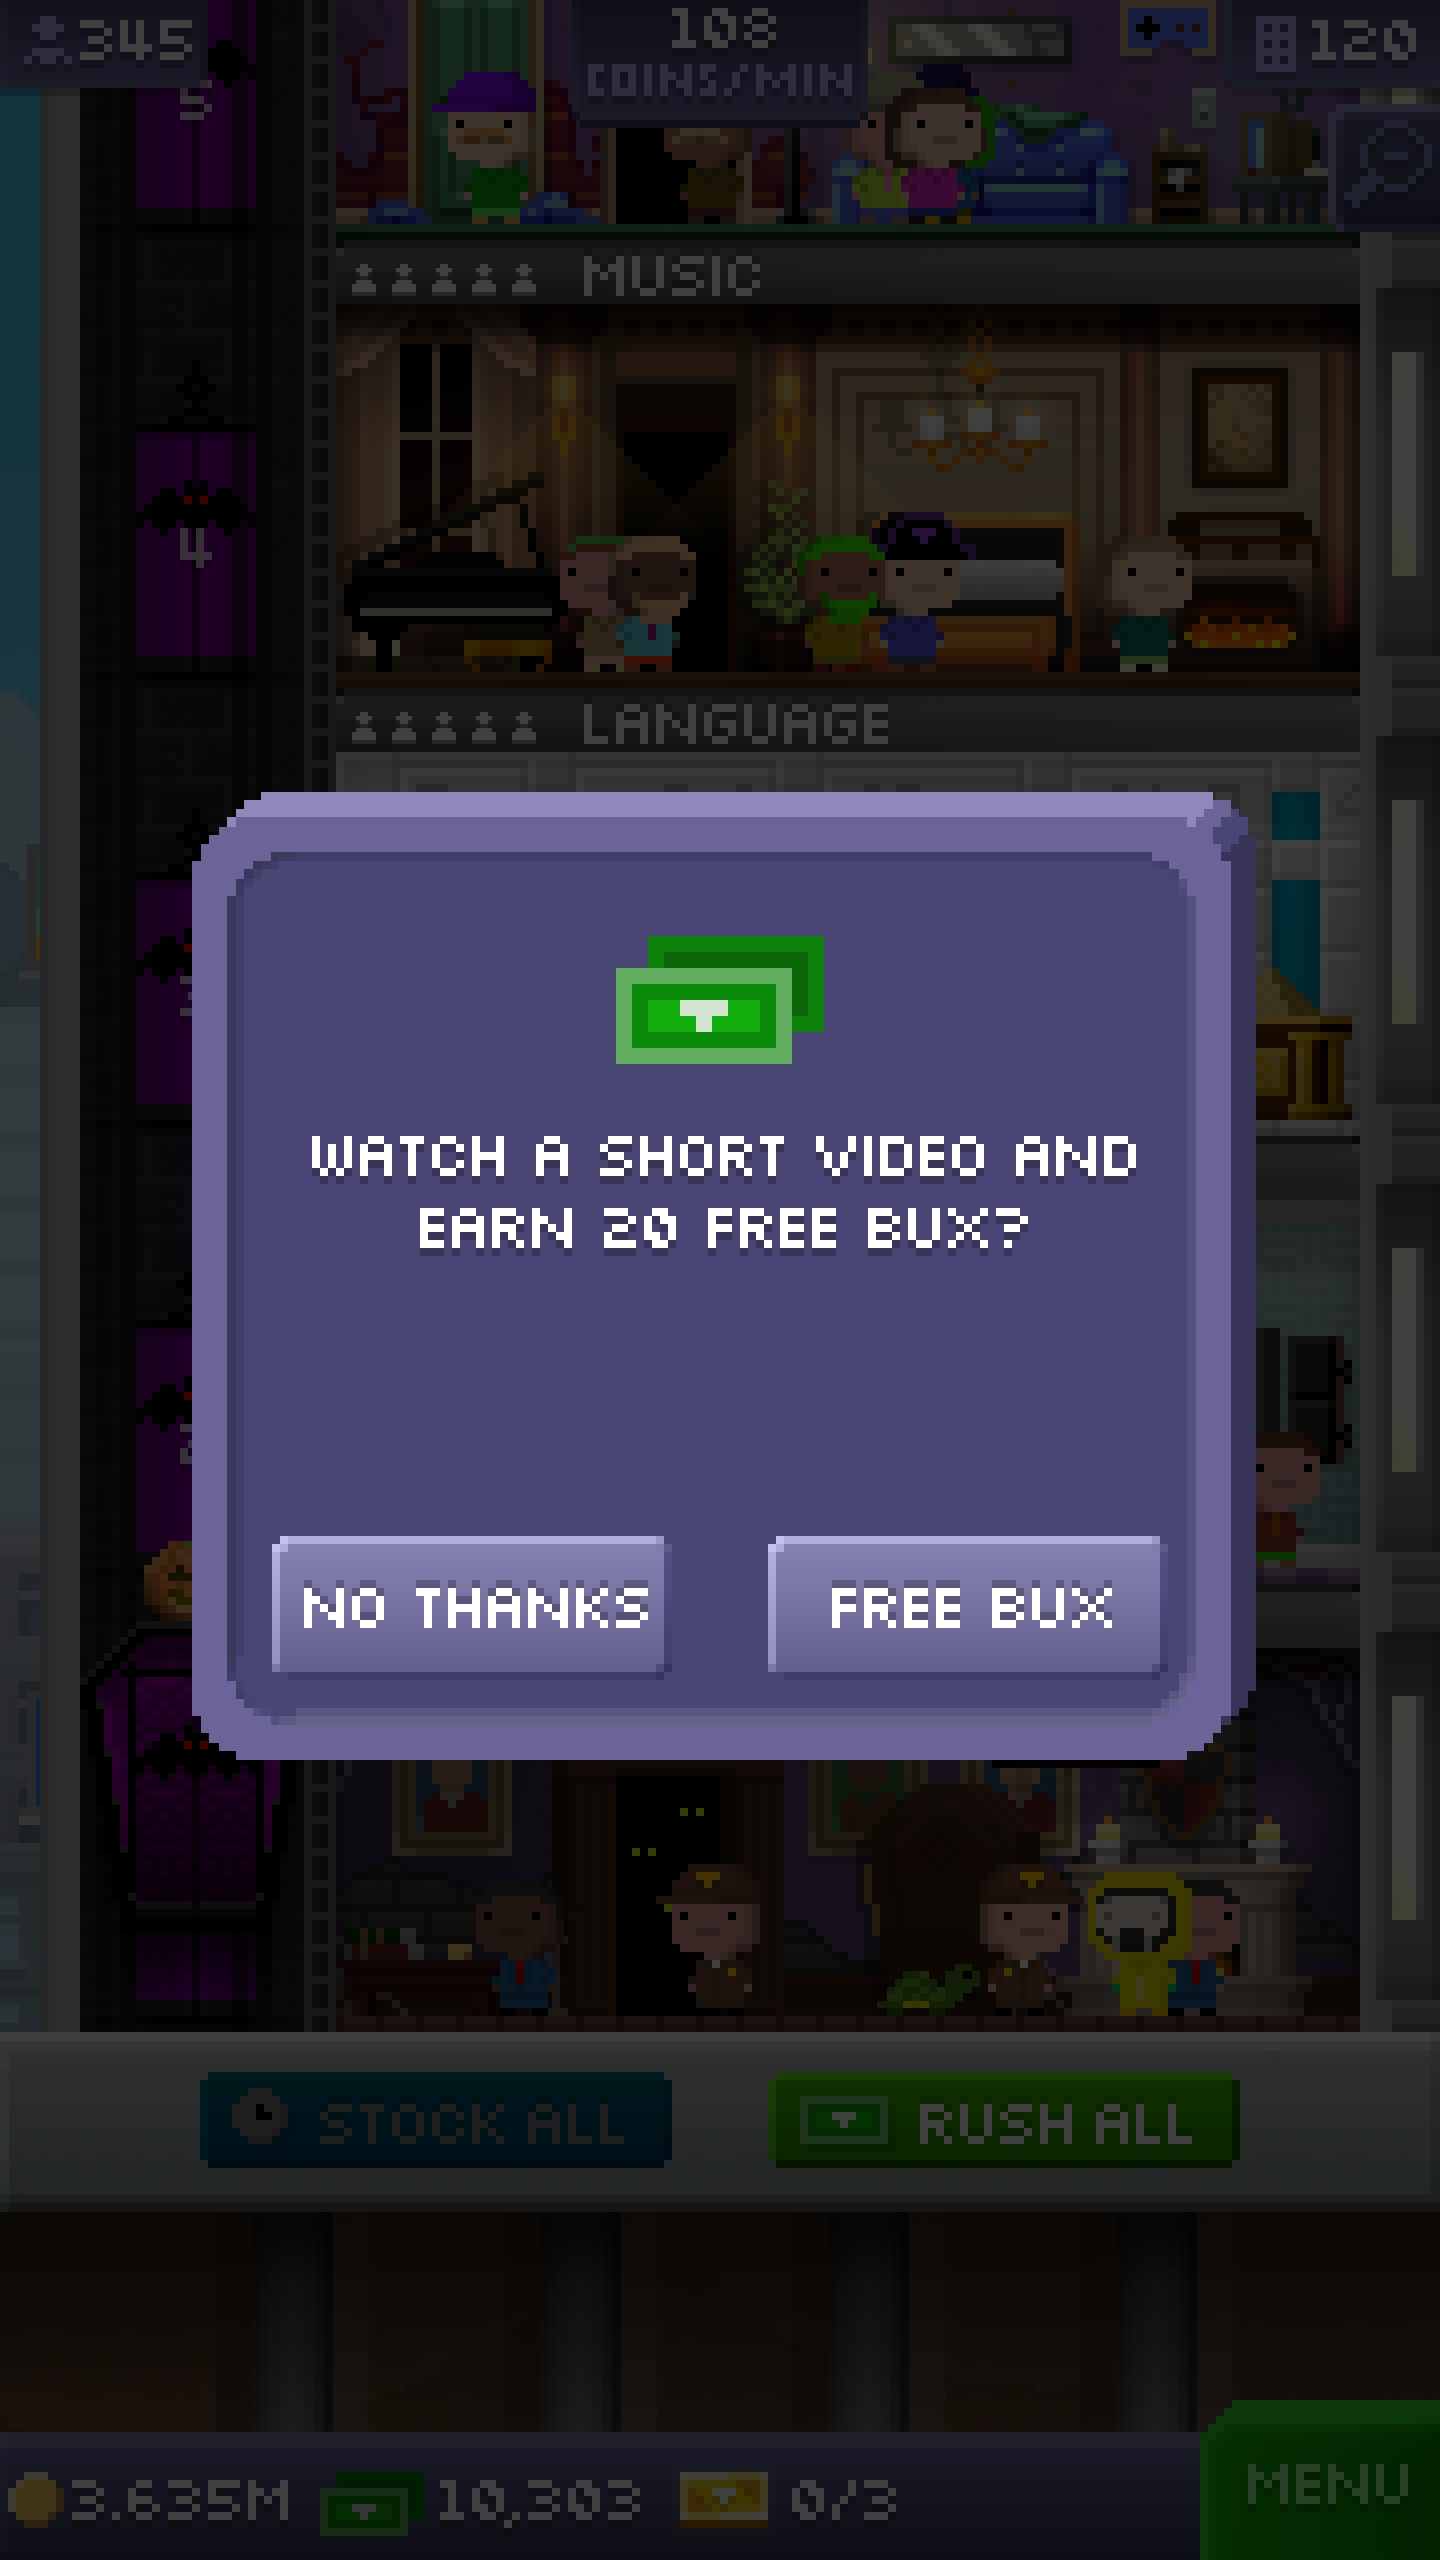 345
108
COINS/MIN
120
5
MUSIC
4
LANGUAGE
WATCH A SHORT VIDEO AND
EARN 20 FREE BUX?
NO THANKS
FREE BUX
STOCK ALL
RUSH ALL
3.635M
10,303
0/3
MENU